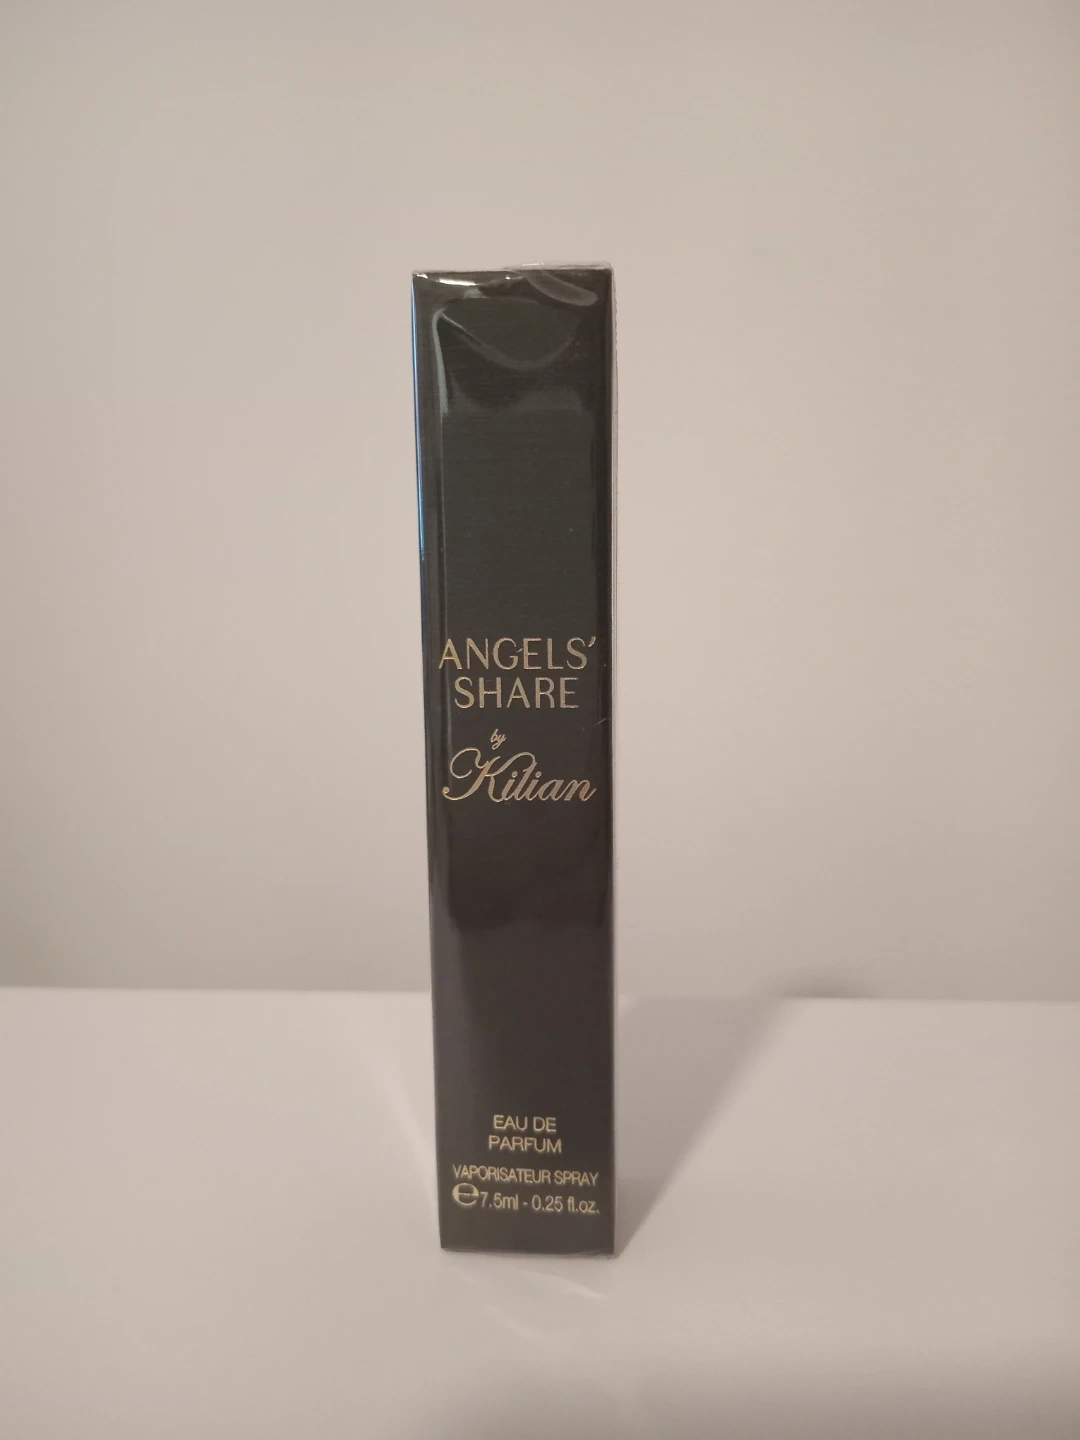 ANGELS'
SHARE
by
Kilian
EAU DE
PARFUM
VAPORISATEUR SPRAY
℮7.5ml - 0.25 fl.oz.